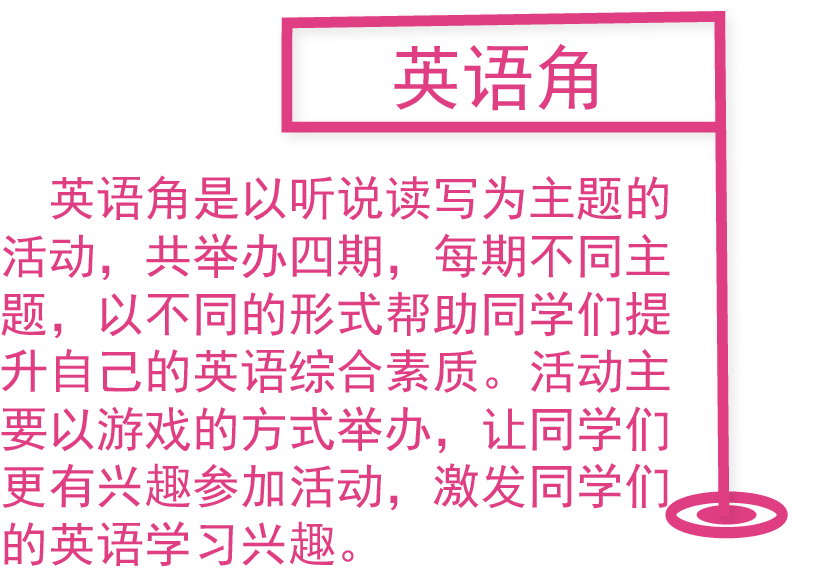 英语角
英语角是以听说读写为主题的
活动，共举办四期，每期不同主
题，以不同的形式帮助同学们提
升自己的英语综合素质。活动主
要以游戏的方式举办，让同学们
更有兴趣参加活动，激发同学们
的英语学习兴趣。